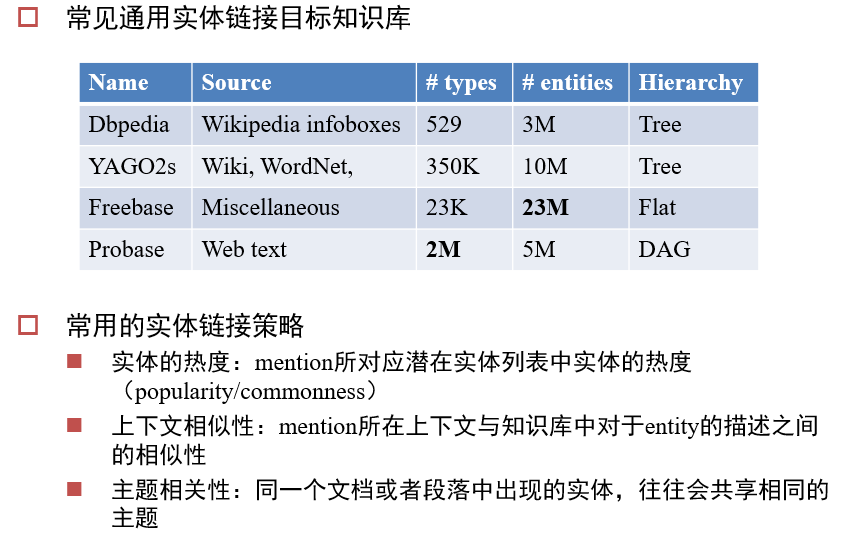 常见通用实体链接目标知识库
Name Source # types # entities Hierarchy
Dbpedia Wikipedia infoboxes 529 3M Tree
YAGO2s Wiki, WordNet, 350K 10M Tree
Freebase Miscellaneous 23K 23M Flat
Probase Web text 2M 5M DAG
常用的实体链接策略
实体的热度：mention所对应潜在实体列表中实体的热度
（popularity/commonness）
上下文相似性：mention所在上下文与知识库中对于entity的描述之间
的相似性
主题相关性：同一个文档或者段落中出现的实体，往往会共享相同的
主题